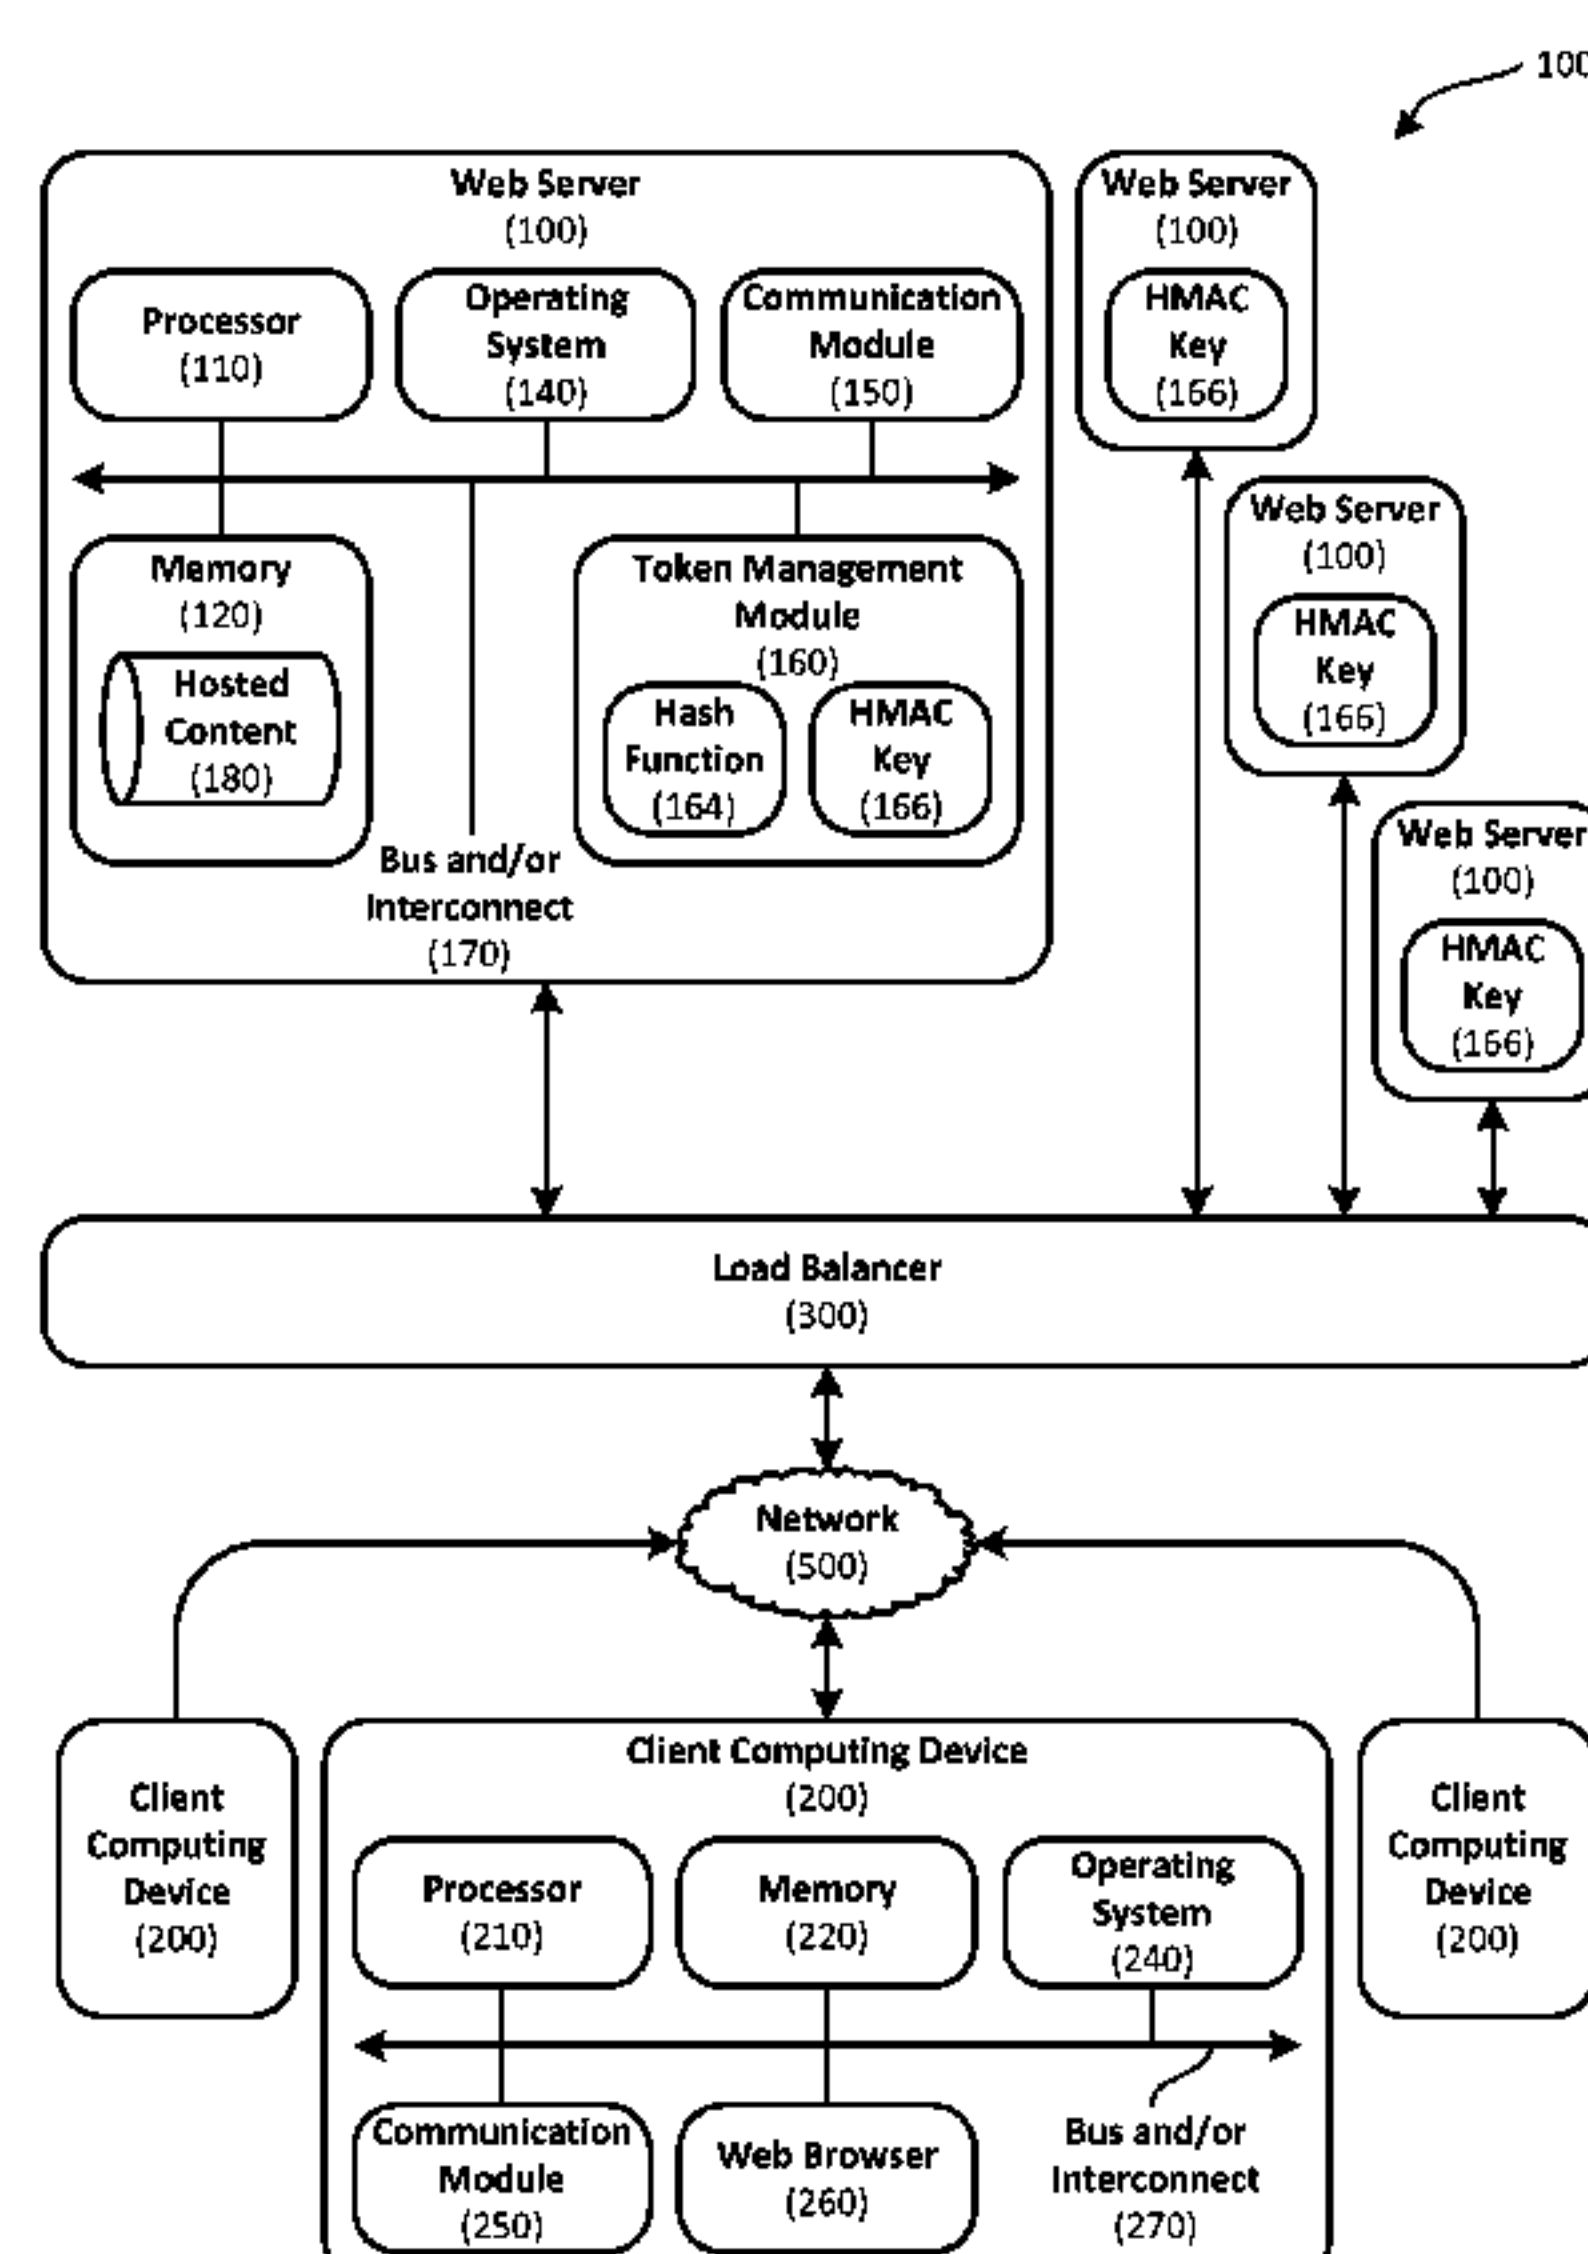 100
Web Server
(100)
Processor
(110)
Operating
System
(140)
Communication
Module
(150)
Memory
(120)
Hosted
Content
(180)
Bus and/or
Interconnect
(170)
Token Management
Module
(160)
Hash
Function
(164)
HMAC
Key
(166)
Web Server
(100)
HMAC
Key
(166)
Web Server
(100)
HMAC
Key
(166)
Web Server
(100)
HMAC
Key
(166)
Load Balancer
(300)
Network
(500)
Client
Computing
Device
(200)
Client Computing Device
(200)
Processor
(210)
Memory
(220)
Operating
System
(240)
Communication
Module
(250)
Web Browser
(260)
Bus and/or
Interconnect
(270)
Client
Computing
Device
(200)